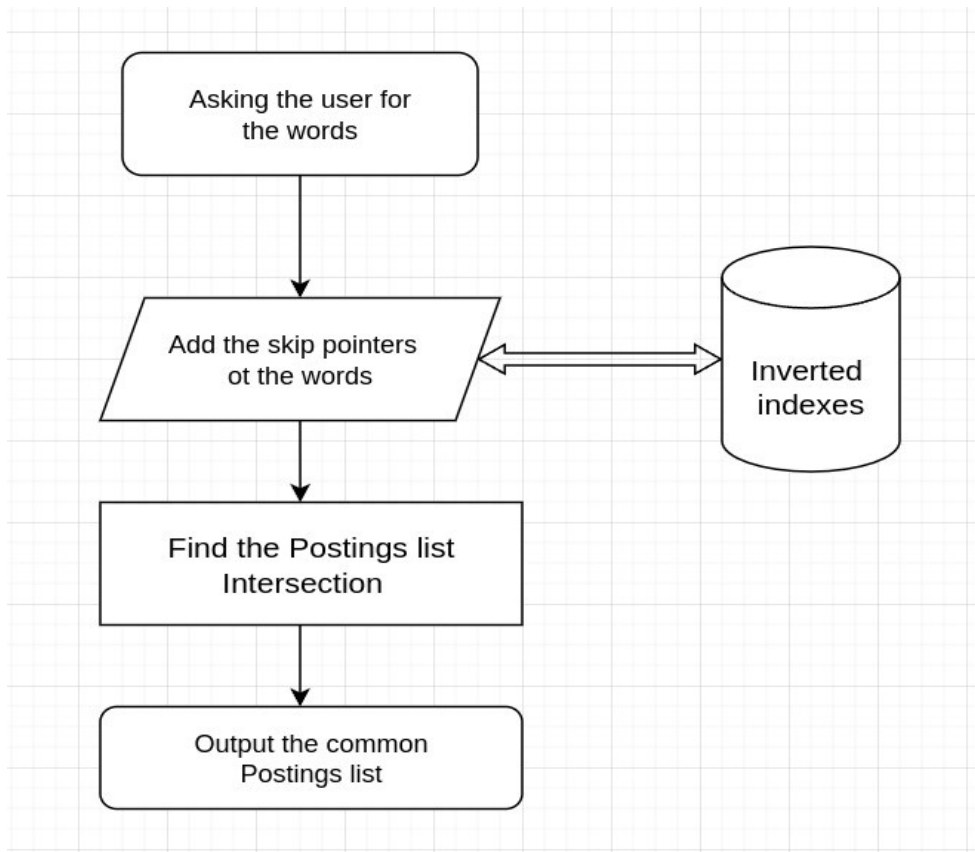 Asking the user for
the words
Add the skip pointers
ot the words
Inverted
indexes
Find the Postings list
Intersection
Output the common
Postings list